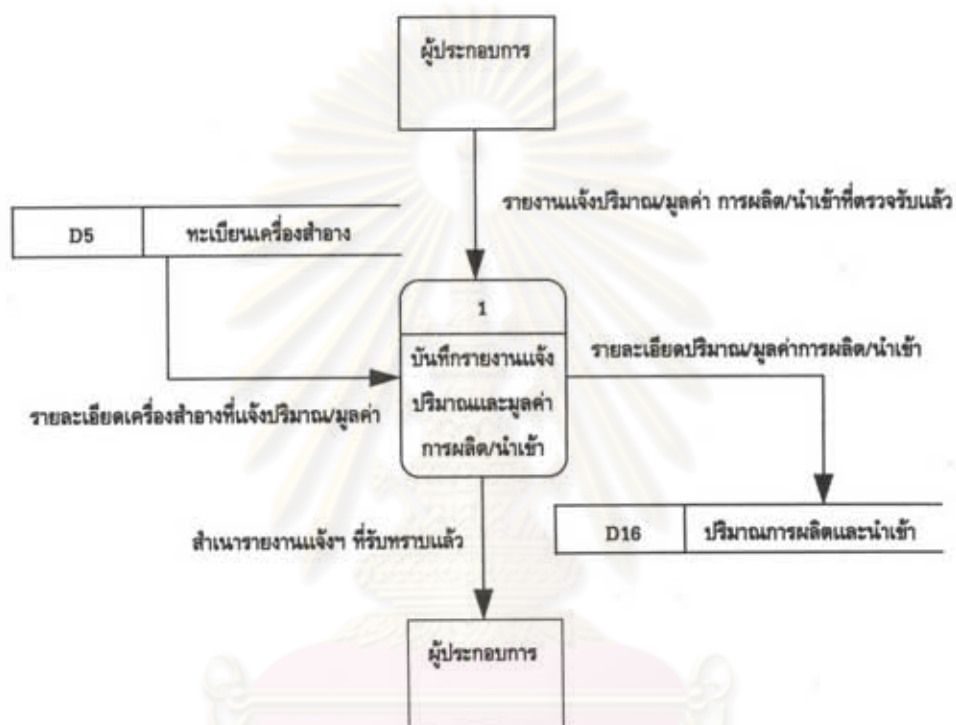 ผู้ประกอบการ
รายงานแจ้งปริมาณ/มูลค่า การผลิต/นำเข้าที่ตรวจรับแล้ว
D5 ทะเบียนเครื่องสำอาง
1
บันทึกรายงานแจ้ง
ปริมาณและมูลค่า
การผลิต/นำเข้า
รายละเอียดปริมาณ/มูลค่าการผลิต/นำเข้า
รายละเอียดเครื่องสำอางที่แจ้งปริมาณ/มูลค่า
สำเนารายงานแจ้งฯ ที่รับทราบแล้ว
D16 ปริมาณการผลิตและนำเข้า
ผู้ประกอบการ